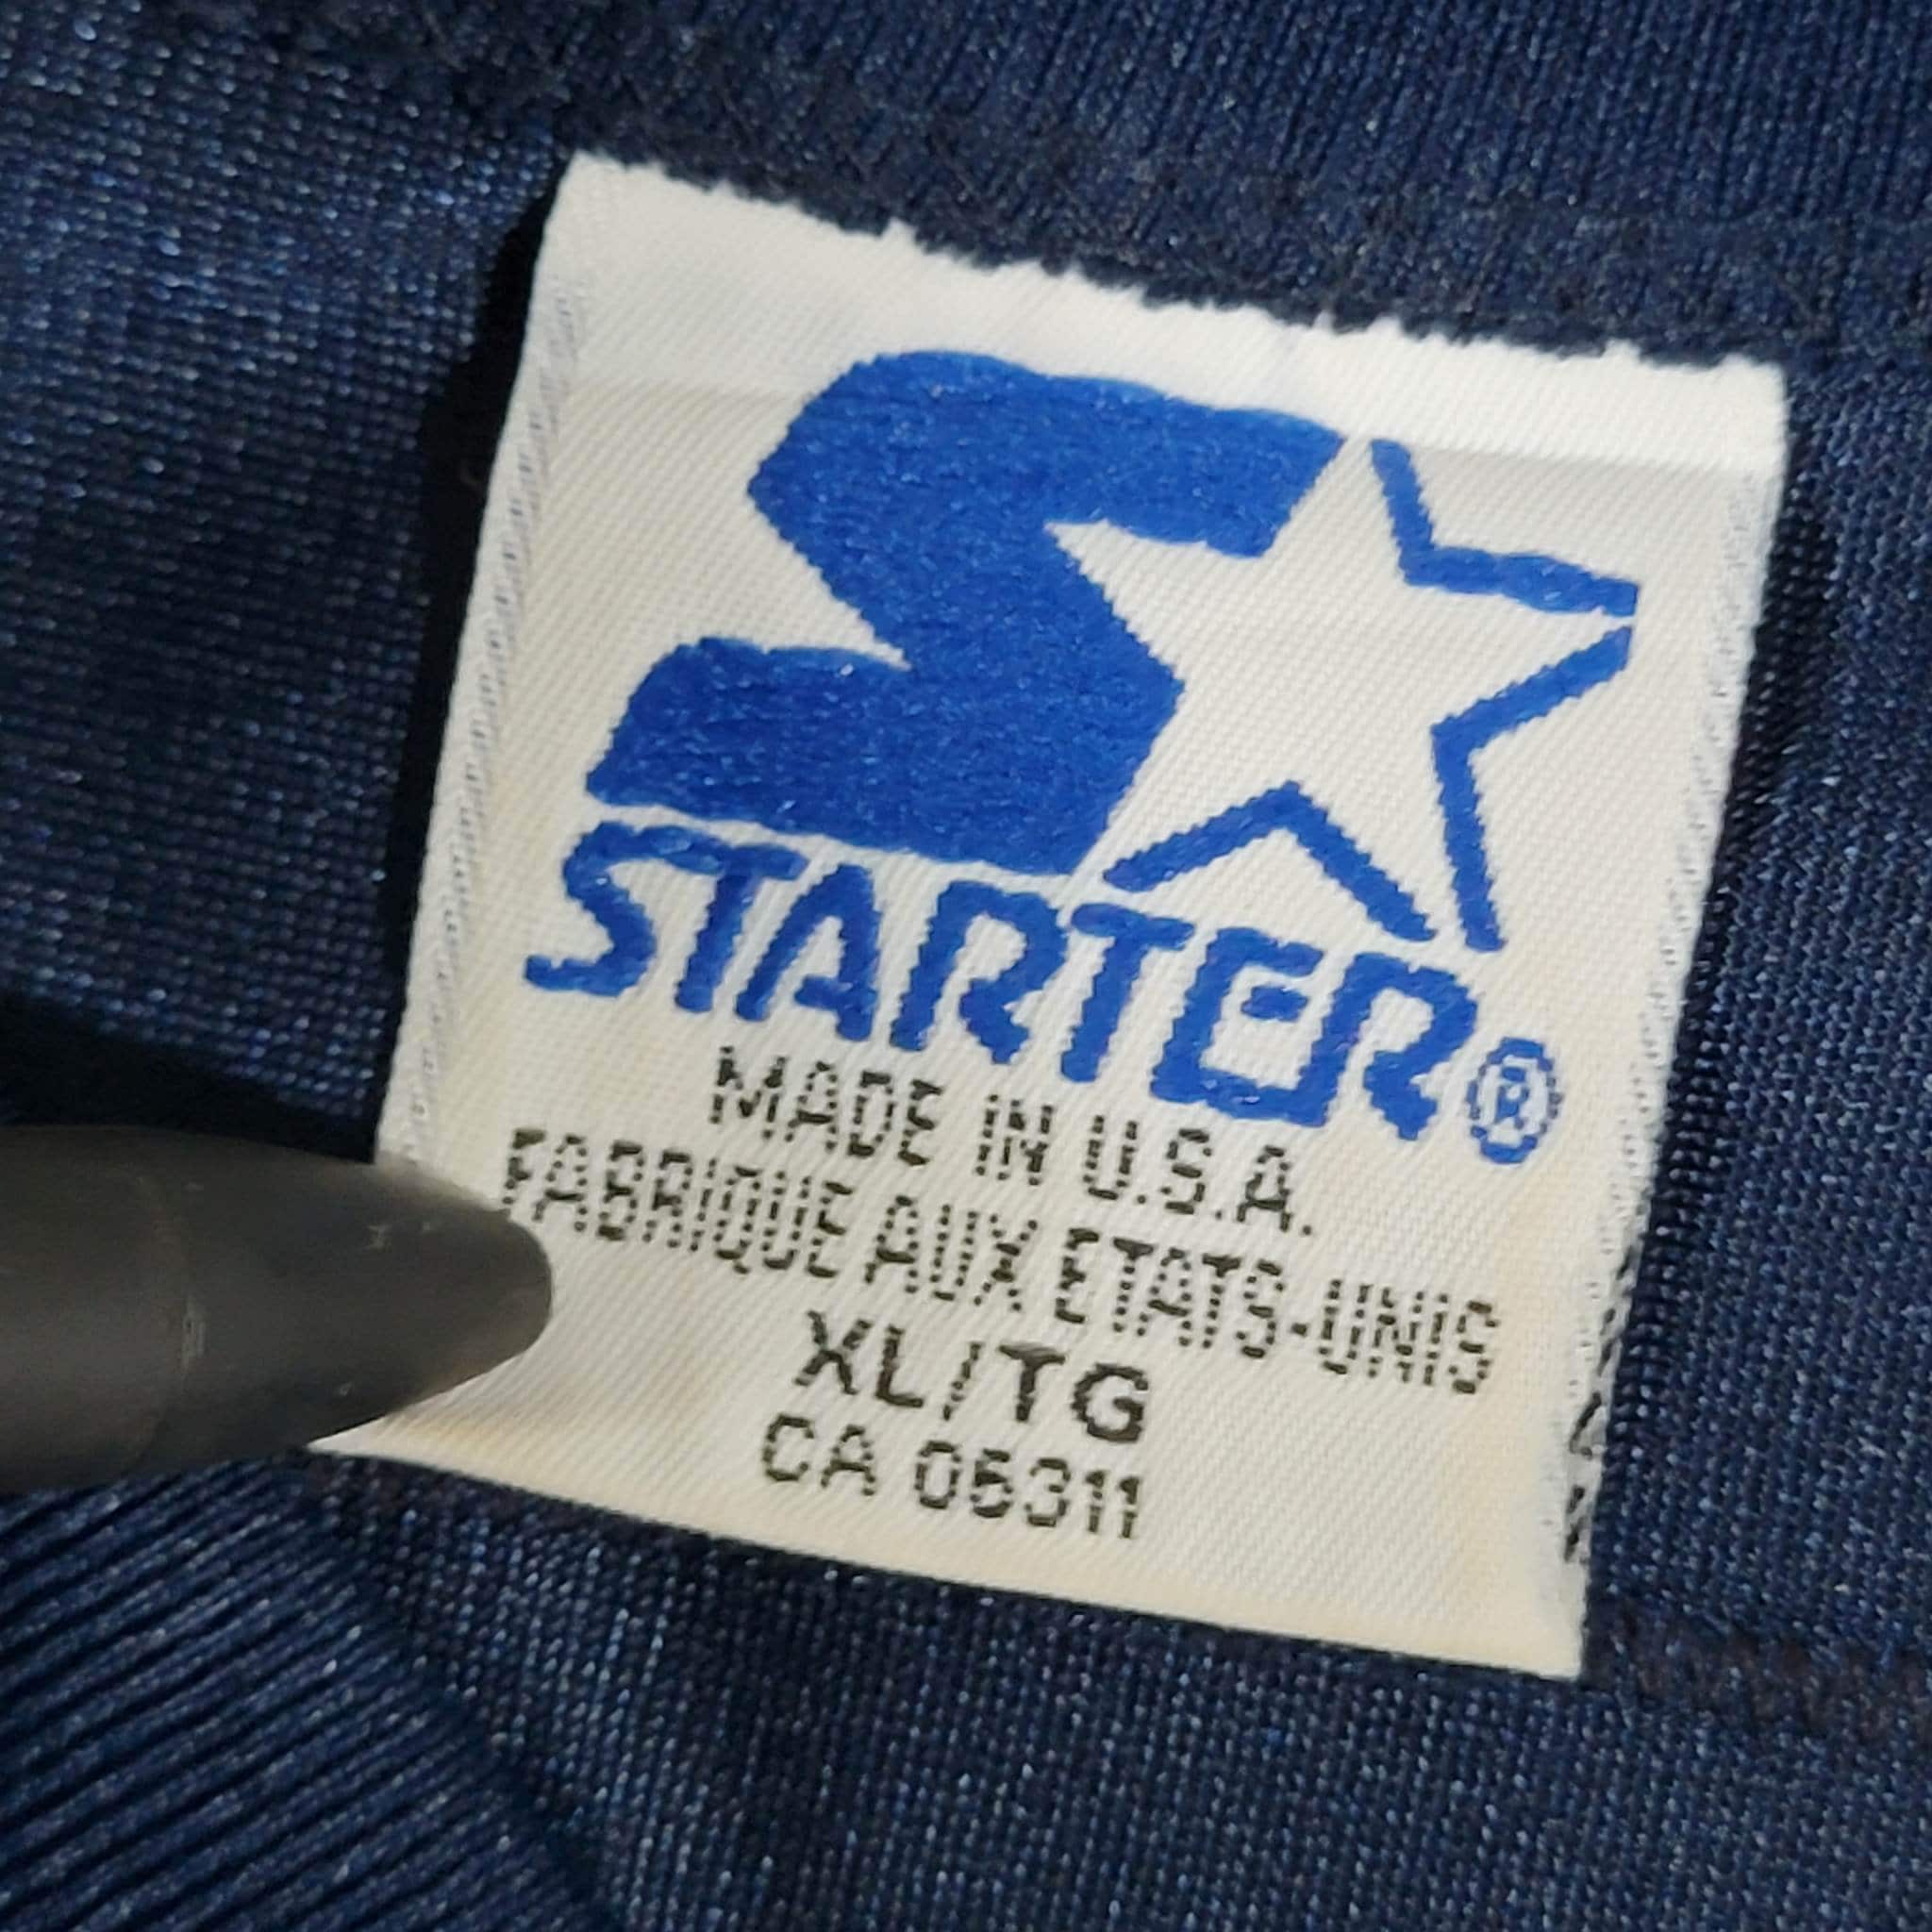 STARTER®
MADE IN U.S.A.
FABRIQUE AUX ETATS-UNIS
XL/TG
CA 05311